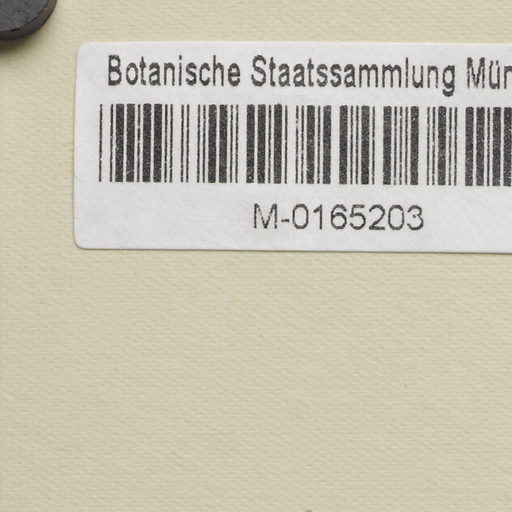 Botanische Staatssammlung Mün
M-0165203